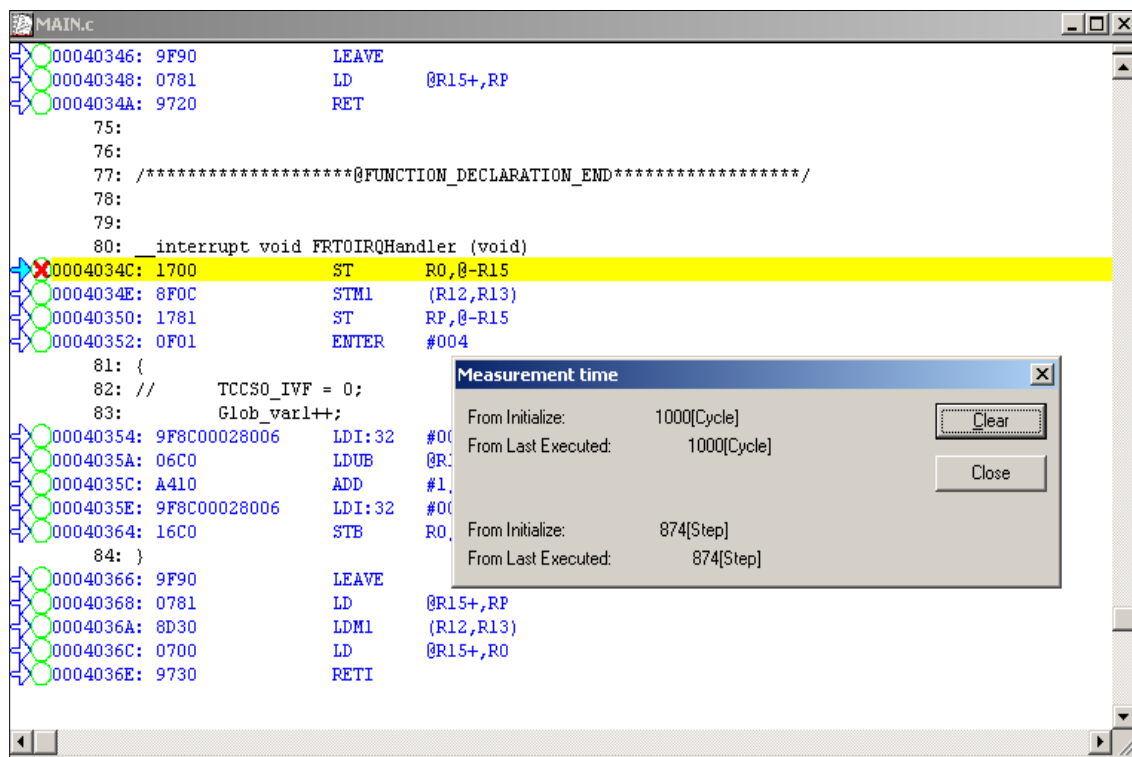 MAIN.c
00040346: 9F90 LEAVE
00040348: 0781 LD @R15+,RP
0004034A: 9720 RET
75:
76:
77: /********************@FUNCTION_DECLARATION_END******************/
78:
79:
80: __interrupt void FRT0IRQHandler (void)
0004034C: 1700 ST R0,@-R15
0004034E: 8F0C STM1 (R12,R13)
00040350: 1781 ST RP,@-R15
00040352: 0F01 ENTER #004
81: {
82: // TCCS0_IVF = 0;
83: Glob_var1++;
00040354: 9F8C00028006 LDI:32 #00
0004035A: 06C0 LDUB @R1
0004035C: A410 ADD #1,
0004035E: 9F8C00028006 LDI:32 #00
00040364: 16C0 STB R0,
84: }
00040366: 9F90 LEAVE
00040368: 0781 LD @R15+,RP
0004036A: 8D30 LDM1 (R12,R13)
0004036C: 0700 LD @R15+,R0
0004036E: 9730 RETI
Measurement time
From Initialize: 1000[Cycle]
From Last Executed: 1000[Cycle]
From Initialize: 874[Step]
From Last Executed: 874[Step]
Clear
Close